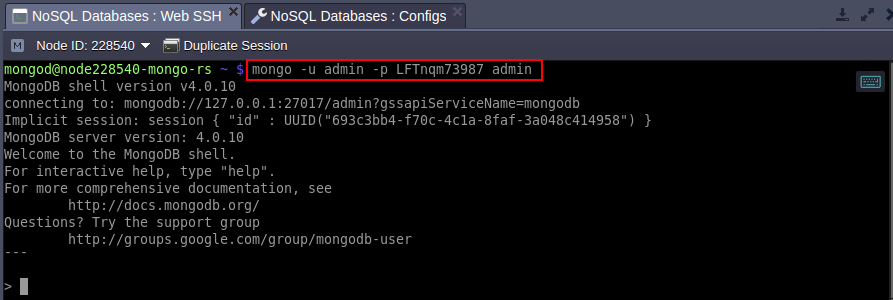 NoSQL Databases : Web SSH × NoSQL Databases : Configs ×
M Node ID: 228540 Duplicate Session
mongod@node228540-mongo-rs ~ $ mongo -u admin -p LFTnqm73987 admin
MongoDB shell version v4.0.10
connecting to: mongodb://127.0.0.1:27017/admin?gssapiServiceName=mongodb
Implicit session: session { "id" : UUID("693c3bb4-f70c-4c1a-8faf-3a048c414958") }
MongoDB server version: 4.0.10
Welcome to the MongoDB shell.
For interactive help, type "help".
For more comprehensive documentation, see
http://docs.mongodb.org/
Questions? Try the support group
http://groups.google.com/group/mongodb-user
---
>